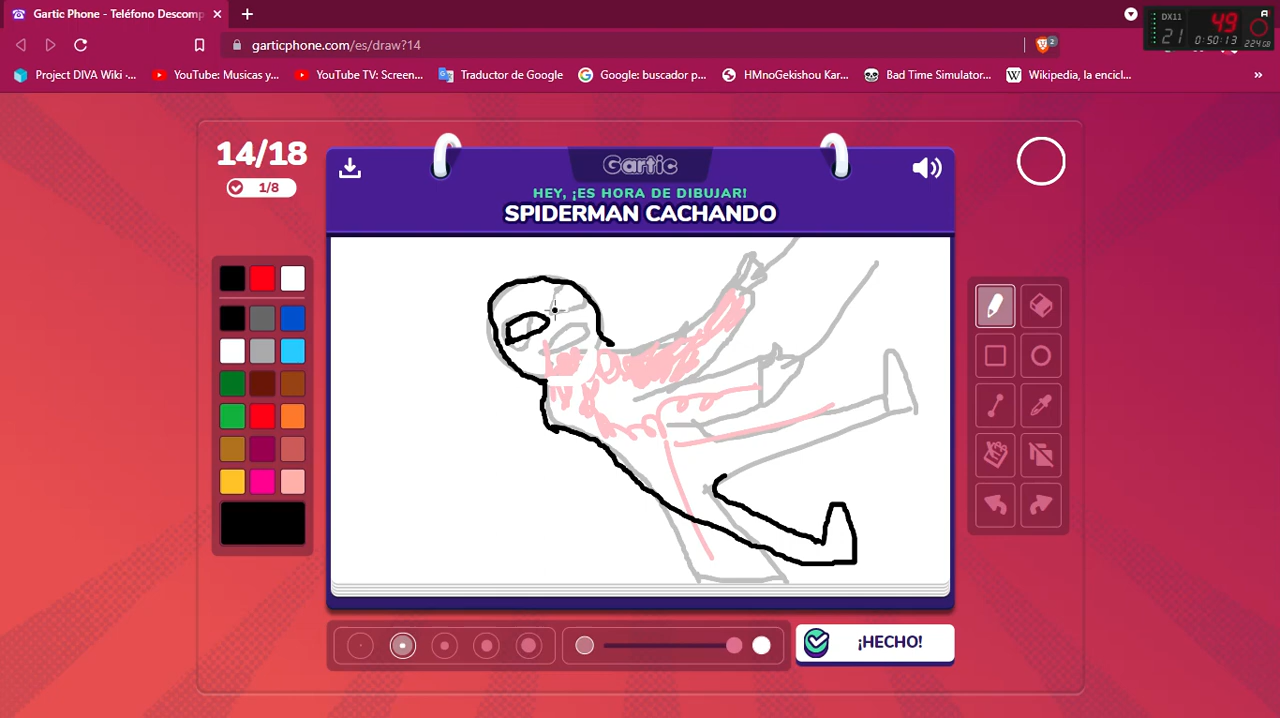 Gartic Phone - Teléfono Descomp
DX11 49
21 0:50:13 224 GB
garticphone.com/es/draw?14
2
Project DIVA Wiki -...
YouTube: Musicas y...
YouTube TV: Screen...
Traductor de Google
Google: buscador p...
HMnoGekishou Kar...
Bad Time Simulator...
Wikipedia, la encicl...
»
14/18
1/8
Gartic
HEY, ¡ES HORA DE DIBUJAR!
SPIDERMAN CACHANDO
¡HECHO!